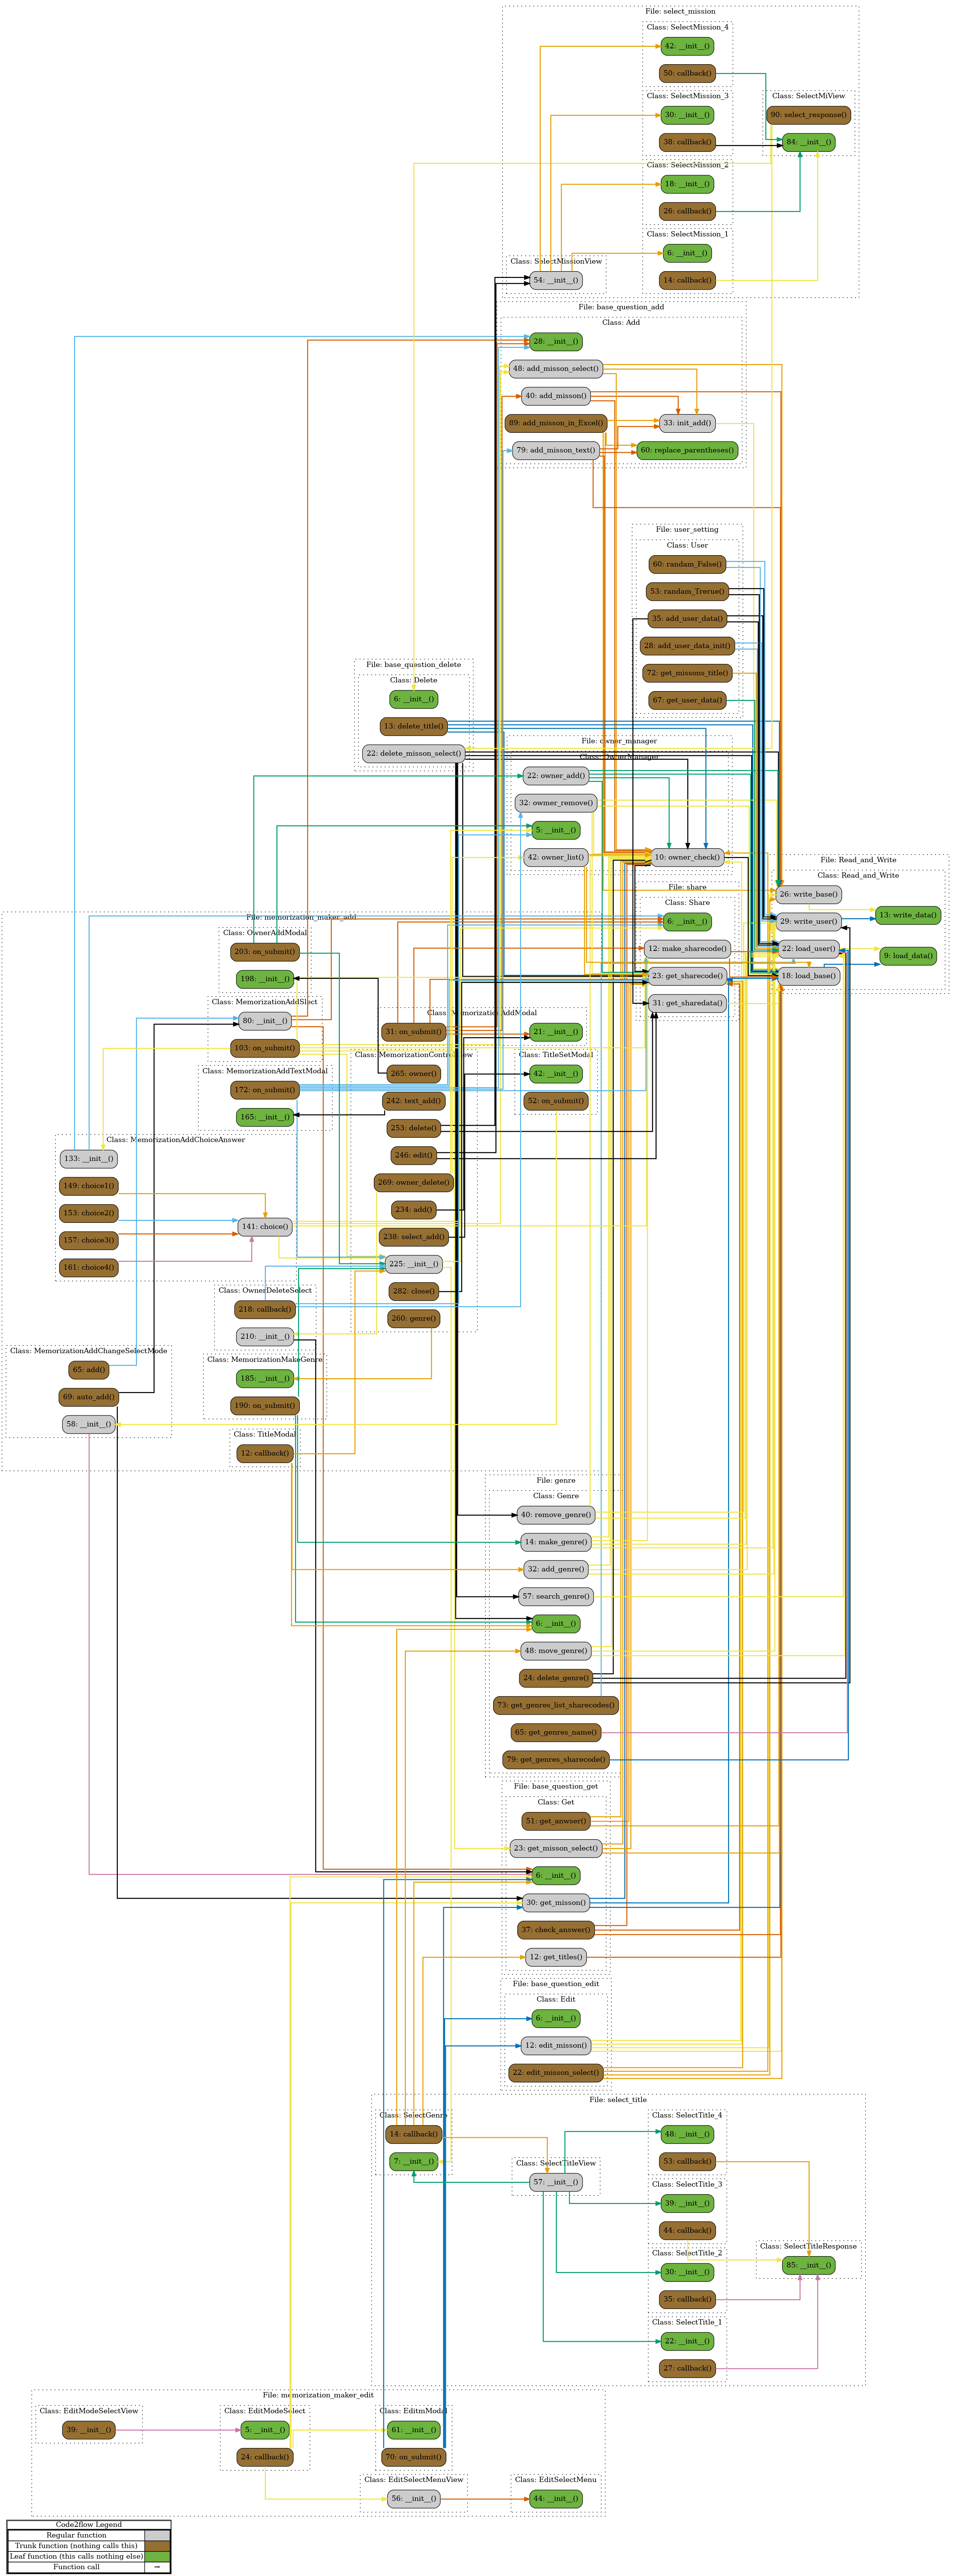 File: select_mission
Class: SelectMission_4
42: __init__()
50: callback()
Class: SelectMission_3
30: __init__()
38: callback()
Class: SelectMiView
90: select_response()
84: __init__()
Class: SelectMission_2
18: __init__()
26: callback()
Class: SelectMission_1
6: __init__()
14: callback()
Class: SelectMissionView
54: __init__()
File: base_question_add
Class: Add
28: __init__()
48: add_misson_select()
40: add_misson()
89: add_misson_in_Excel()
33: init_add()
79: add_misson_text()
60: replace_parentheses()
File: user_setting
Class: User
60: randam_False()
53: randam_Trerue()
35: add_user_data()
28: add_user_data_init()
72: get_missons_title()
67: get_user_data()
File: base_question_delete
Class: Delete
6: __init__()
13: delete_title()
22: delete_misson_select()
File: owner_manager
Class: OwnerManager
22: owner_add()
32: owmer_remove()
5: __init__()
42: owner_list()
10: owner_check()
File: Read_and_Write
Class: Read_and_Write
26: write_base()
29: write_user()
13: write_data()
22: load_user()
9: load_data()
18: load_base()
File: share
Class: Share
6: __init__()
12: make_sharecode()
23: get_sharecode()
31: get_sharedata()
File: memorization_maker_add
Class: OwnerAddModal
203: on_submit()
198: __init__()
Class: MemorizationAddSlect
80: __init__()
103: on_submit()
Class: MemorizationAddModal
31: on_submit()
21: __init__()
Class: MemorizationControlView
265: owner()
242: text_add()
253: delete()
246: edit()
269: owner_delete()
234: add()
238: select_add()
225: __init__()
282: close()
260: genre()
Class: TitleSetModal
42: __init__()
52: on_submit()
Class: MemorizationAddTextModal
172: on_submit()
165: __init__()
Class: MemorizationAddChoiceAnswer
133: __init__()
149: choice1()
153: choice2()
157: choice3()
161: choice4()
141: choice()
Class: OwnerDeleteSelect
218: callback()
210: __init__()
Class: MemorizationAddChangeSelectMode
65: add()
69: auto_add()
58: __init__()
Class: MemorizationMakeGenre
185: __init__()
190: on_submit()
Class: TitleModal
12: callback()
File: genre
Class: Genre
40: remove_genre()
14: make_genre()
32: add_genre()
57: search_genre()
6: __init__()
48: move_genre()
24: delete_genre()
73: get_genres_list_sharecodes()
65: get_genres_name()
79: get_genres_sharecode()
File: base_question_get
Class: Get
51: get_anwser()
23: get_misson_select()
6: __init__()
30: get_misson()
37: check_answer()
12: get_titles()
File: base_question_edit
Class: Edit
6: __init__()
12: edit_misson()
22: edit_misson_select()
File: select_title
Class: SelectGenre
14: callback()
7: __init__()
Class: SelectTitleView
57: __init__()
Class: SelectTitle_4
48: __init__()
53: callback()
Class: SelectTitle_3
39: __init__()
44: callback()
Class: SelectTitleResponse
85: __init__()
Class: SelectTitle_2
30: __init__()
35: callback()
Class: SelectTitle_1
22: __init__()
27: callback()
File: memorization_maker_edit
Class: EditModeSelectView
39: __init__()
Class: EditModeSelect
5: __init__()
24: callback()
Class: EditmModal
61: __init__()
70: on_submit()
Class: EditSelectMenuView
56: __init__()
Class: EditSelectMenu
44: __init__()
Code2flow Legend
Regular function
Trunk function (nothing calls this)
Leaf function (this calls nothing else)
Function call →